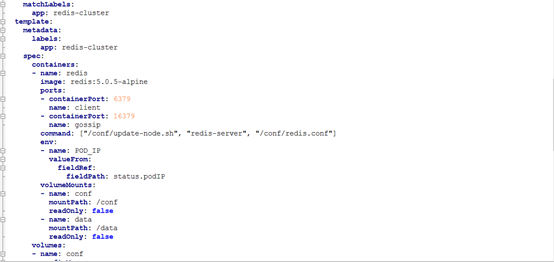 matchLabels:
app: redis-cluster
template:
metadata:
labels:
app: redis-cluster
spec:
containers:
- name: redis
image: redis:5.0.5-alpine
ports:
- containerPort: 6379
name: client
- containerPort: 16379
name: gossip
command: ["/conf/update-node.sh", "redis-server", "/conf/redis.conf"]
env:
- name: POD_IP
valueFrom:
fieldRef:
fieldPath: status.podIP
volumeMounts:
- name: conf
mountPath: /conf
readOnly: false
- name: data
mountPath: /data
readOnly: false
volumes:
- name: conf